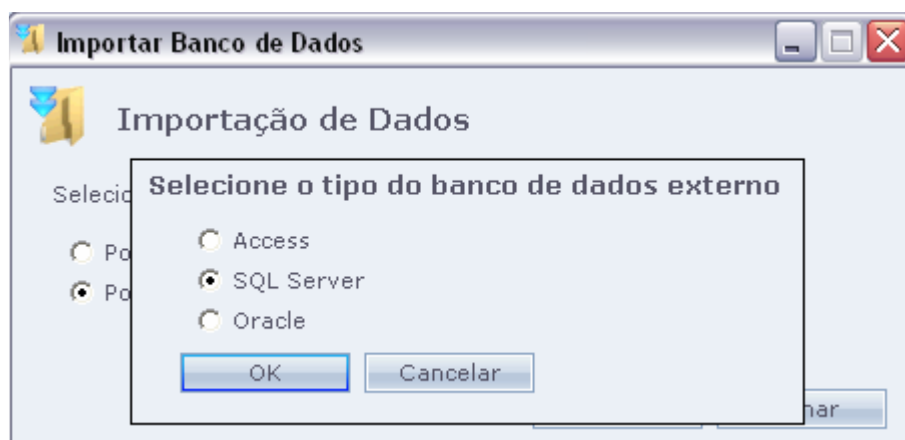 Importar Banco de Dados
Importação de Dados
Selecione o tipo do banco de dados externo
Access
SQL Server
Oracle
OK Cancelar